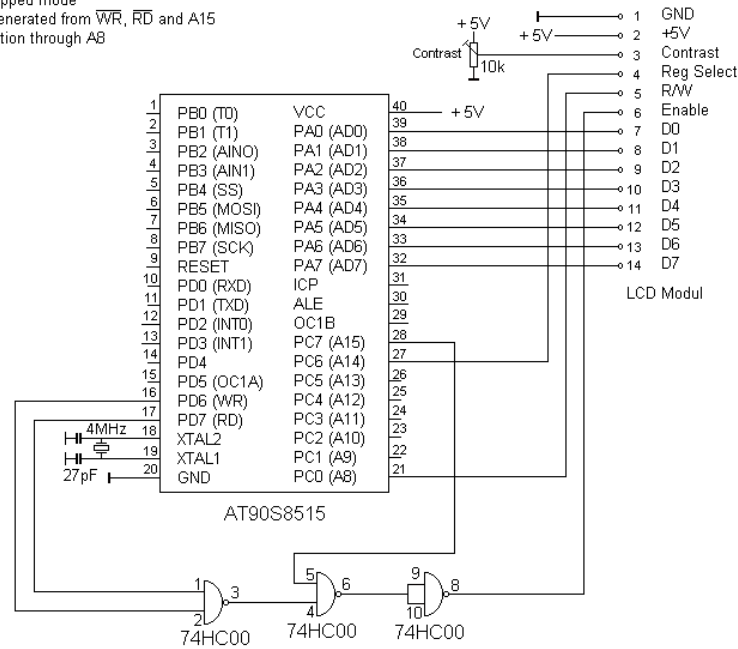 pped mode
enerated from WR, RD and A15
tion through A8
+5V
Contrast
10k
+5V
1 GND
2 +5V
3 Contrast
4 Reg Select
5 R/W
6 Enable
7 D0
8 D1
9 D2
10 D3
11 D4
12 D5
13 D6
14 D7
LCD Modul
1 PB0 (T0) VCC 40 +5V
2 PB1 (T1) PA0 (AD0) 39
3 PB2 (AIN0) PA1 (AD1) 38
4 PB3 (AIN1) PA2 (AD2) 37
5 PB4 (SS) PA3 (AD3) 36
6 PB5 (MOSI) PA4 (AD4) 35
7 PB6 (MISO) PA5 (AD5) 34
8 PB7 (SCK) PA6 (AD6) 33
9 RESET PA7 (AD7) 32
10 PD0 (RXD) ICP 31
11 PD1 (TXD) ALE 30
12 PD2 (INT0) OC1B 29
13 PD3 (INT1) PC7 (A15) 28
14 PD4 PC6 (A14) 27
15 PD5 (OC1A) PC5 (A13) 26
16 PD6 (WR) PC4 (A12) 25
17 PD7 (RD) PC3 (A11) 24
4MHz 18 XTAL2 PC2 (A10) 23
19 XTAL1 PC1 (A9) 22
27pF 20 GND PC0 (A8) 21
AT90S8515
1 2 3
74HC00
5 4 6
74HC00
9 10 8
74HC00